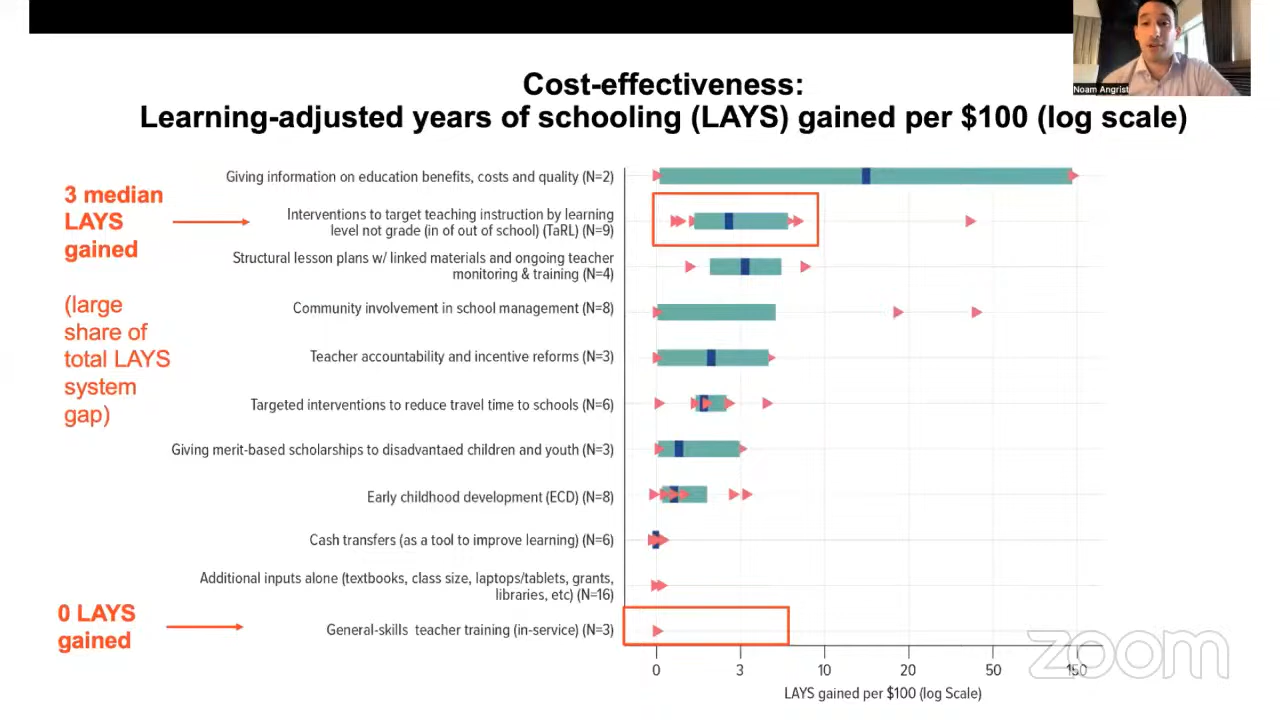 Noam Angrist
Cost-effectiveness:
Learning-adjusted years of schooling (LAYS) gained per $100 (log scale)
3 median
LAYS
gained
(large
share of
total LAYS
system
gap)
0 LAYS
gained
Giving information on education benefits, costs and quality (N=2)
Interventions to target teaching instruction by learning
level not grade (in of out of school) (TaRL) (N=9)
Structural lesson plans w/ linked materials and ongoing teacher
monitoring & training (N=4)
Community involvement in school management (N=8)
Teacher accountability and incentive reforms (N=3)
Targeted interventions to reduce travel time to schools (N=6)
Giving merit-based scholarships to disadvantaed children and youth (N=3)
Early childhood development (ECD) (N=8)
Cash transfers (as a tool to improve learning) (N=6)
Additional inputs alone (textbooks, class size, laptops/tablets, grants,
libraries, etc) (N=16)
General-skills teacher training (in-service) (N=3)
0 3 10 20 50 150
LAYS gained per $100 (log Scale)
zoom